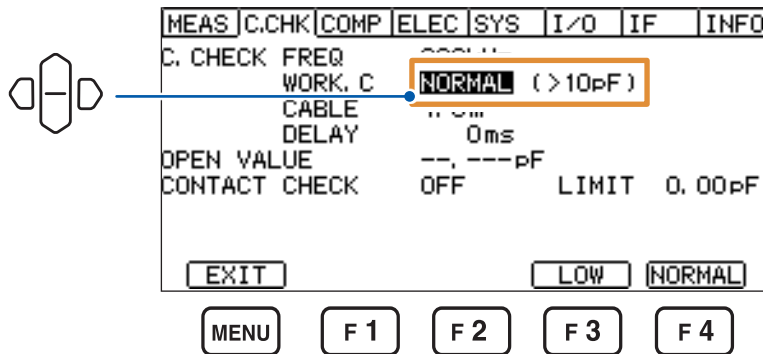 MEAS C.CHK COMP ELEC SYS I/O IF INFO
C. CHECK FREQ
WORK. C NORMAL (>10pF)
CABLE
DELAY 0ms
OPEN VALUE --.---pF
CONTACT CHECK OFF LIMIT 0.00pF
EXIT LOW NORMAL
MENU F1 F2 F3 F4